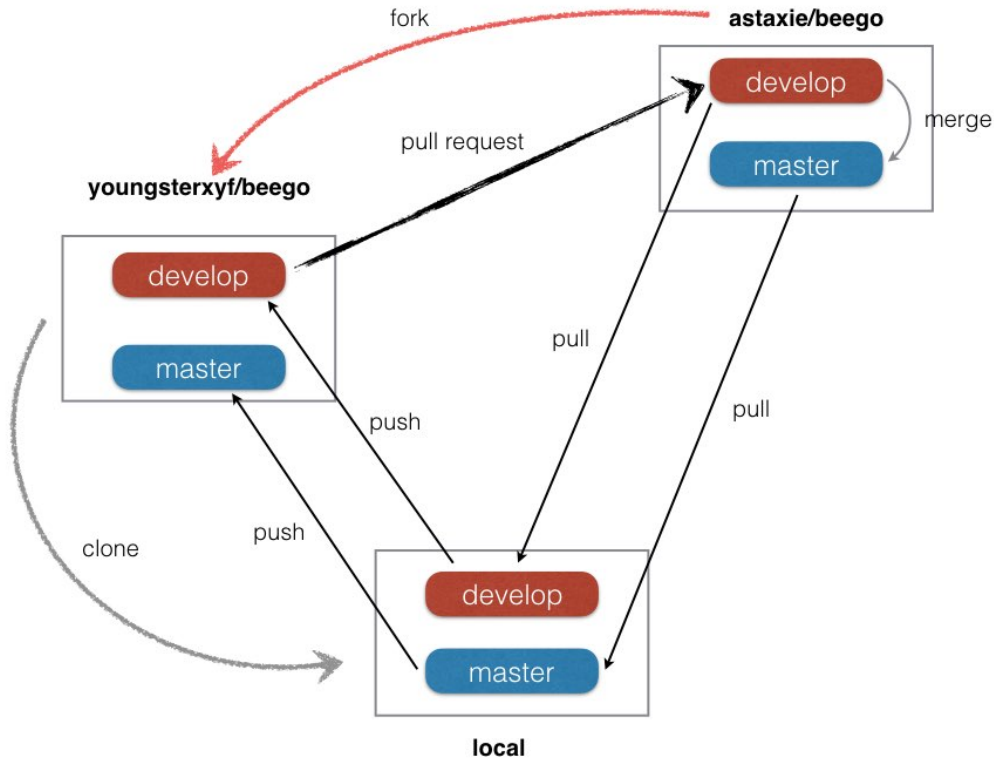 fork
astaxie/beego
develop
merge
pull request
master
youngsterxyf/beego
develop
pull
master
pull
push
push
clone
develop
master
local